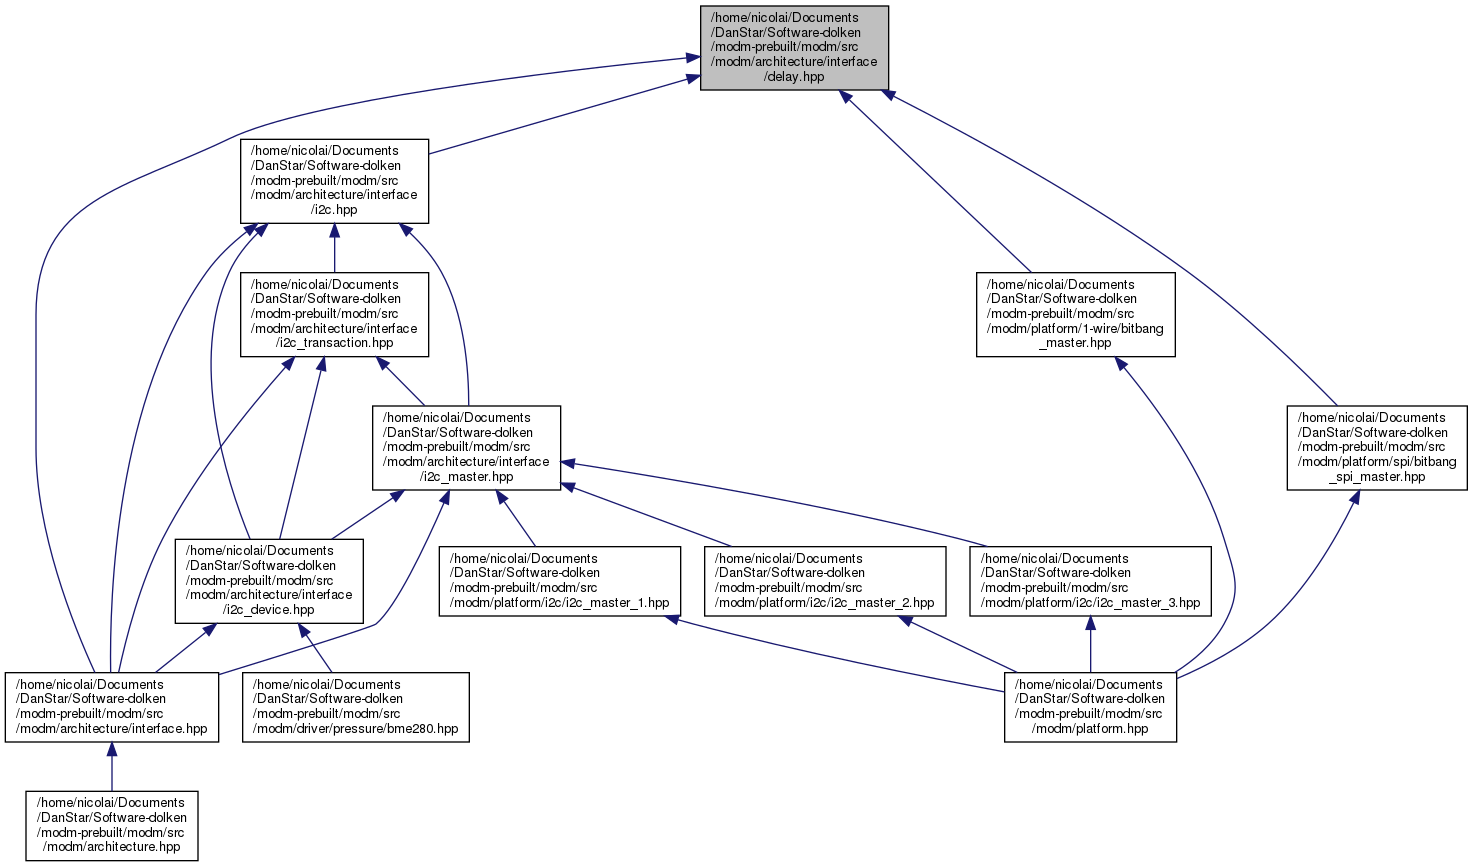 /home/nicolai/Documents
/DanStar/Software-dolken
/modm-prebuilt/modm/src
/modm/architecture/interface
/delay.hpp
/home/nicolai/Documents
/DanStar/Software-dolken
/modm-prebuilt/modm/src
/modm/architecture/interface
/i2c.hpp
/home/nicolai/Documents
/DanStar/Software-dolken
/modm-prebuilt/modm/src
/modm/architecture/interface
/i2c_transaction.hpp
/home/nicolai/Documents
/DanStar/Software-dolken
/modm-prebuilt/modm/src
/modm/platform/1-wire/bitbang
_master.hpp
/home/nicolai/Documents
/DanStar/Software-dolken
/modm-prebuilt/modm/src
/modm/architecture/interface
/i2c_master.hpp
/home/nicolai/Documents
/DanStar/Software-dolken
/modm-prebuilt/modm/src
/modm/platform/spi/bitbang
_spi_master.hpp
/home/nicolai/Documents
/DanStar/Software-dolken
/modm-prebuilt/modm/src
/modm/architecture/interface
/i2c_device.hpp
/home/nicolai/Documents
/DanStar/Software-dolken
/modm-prebuilt/modm/src
/modm/platform/i2c/i2c_master_1.hpp
/home/nicolai/Documents
/DanStar/Software-dolken
/modm-prebuilt/modm/src
/modm/platform/i2c/i2c_master_2.hpp
/home/nicolai/Documents
/DanStar/Software-dolken
/modm-prebuilt/modm/src
/modm/platform/i2c/i2c_master_3.hpp
/home/nicolai/Documents
/DanStar/Software-dolken
/modm-prebuilt/modm/src
/modm/architecture/interface.hpp
/home/nicolai/Documents
/DanStar/Software-dolken
/modm-prebuilt/modm/src
/modm/driver/pressure/bme280.hpp
/home/nicolai/Documents
/DanStar/Software-dolken
/modm-prebuilt/modm/src
/modm/platform.hpp
/home/nicolai/Documents
/DanStar/Software-dolken
/modm-prebuilt/modm/src
/modm/architecture.hpp